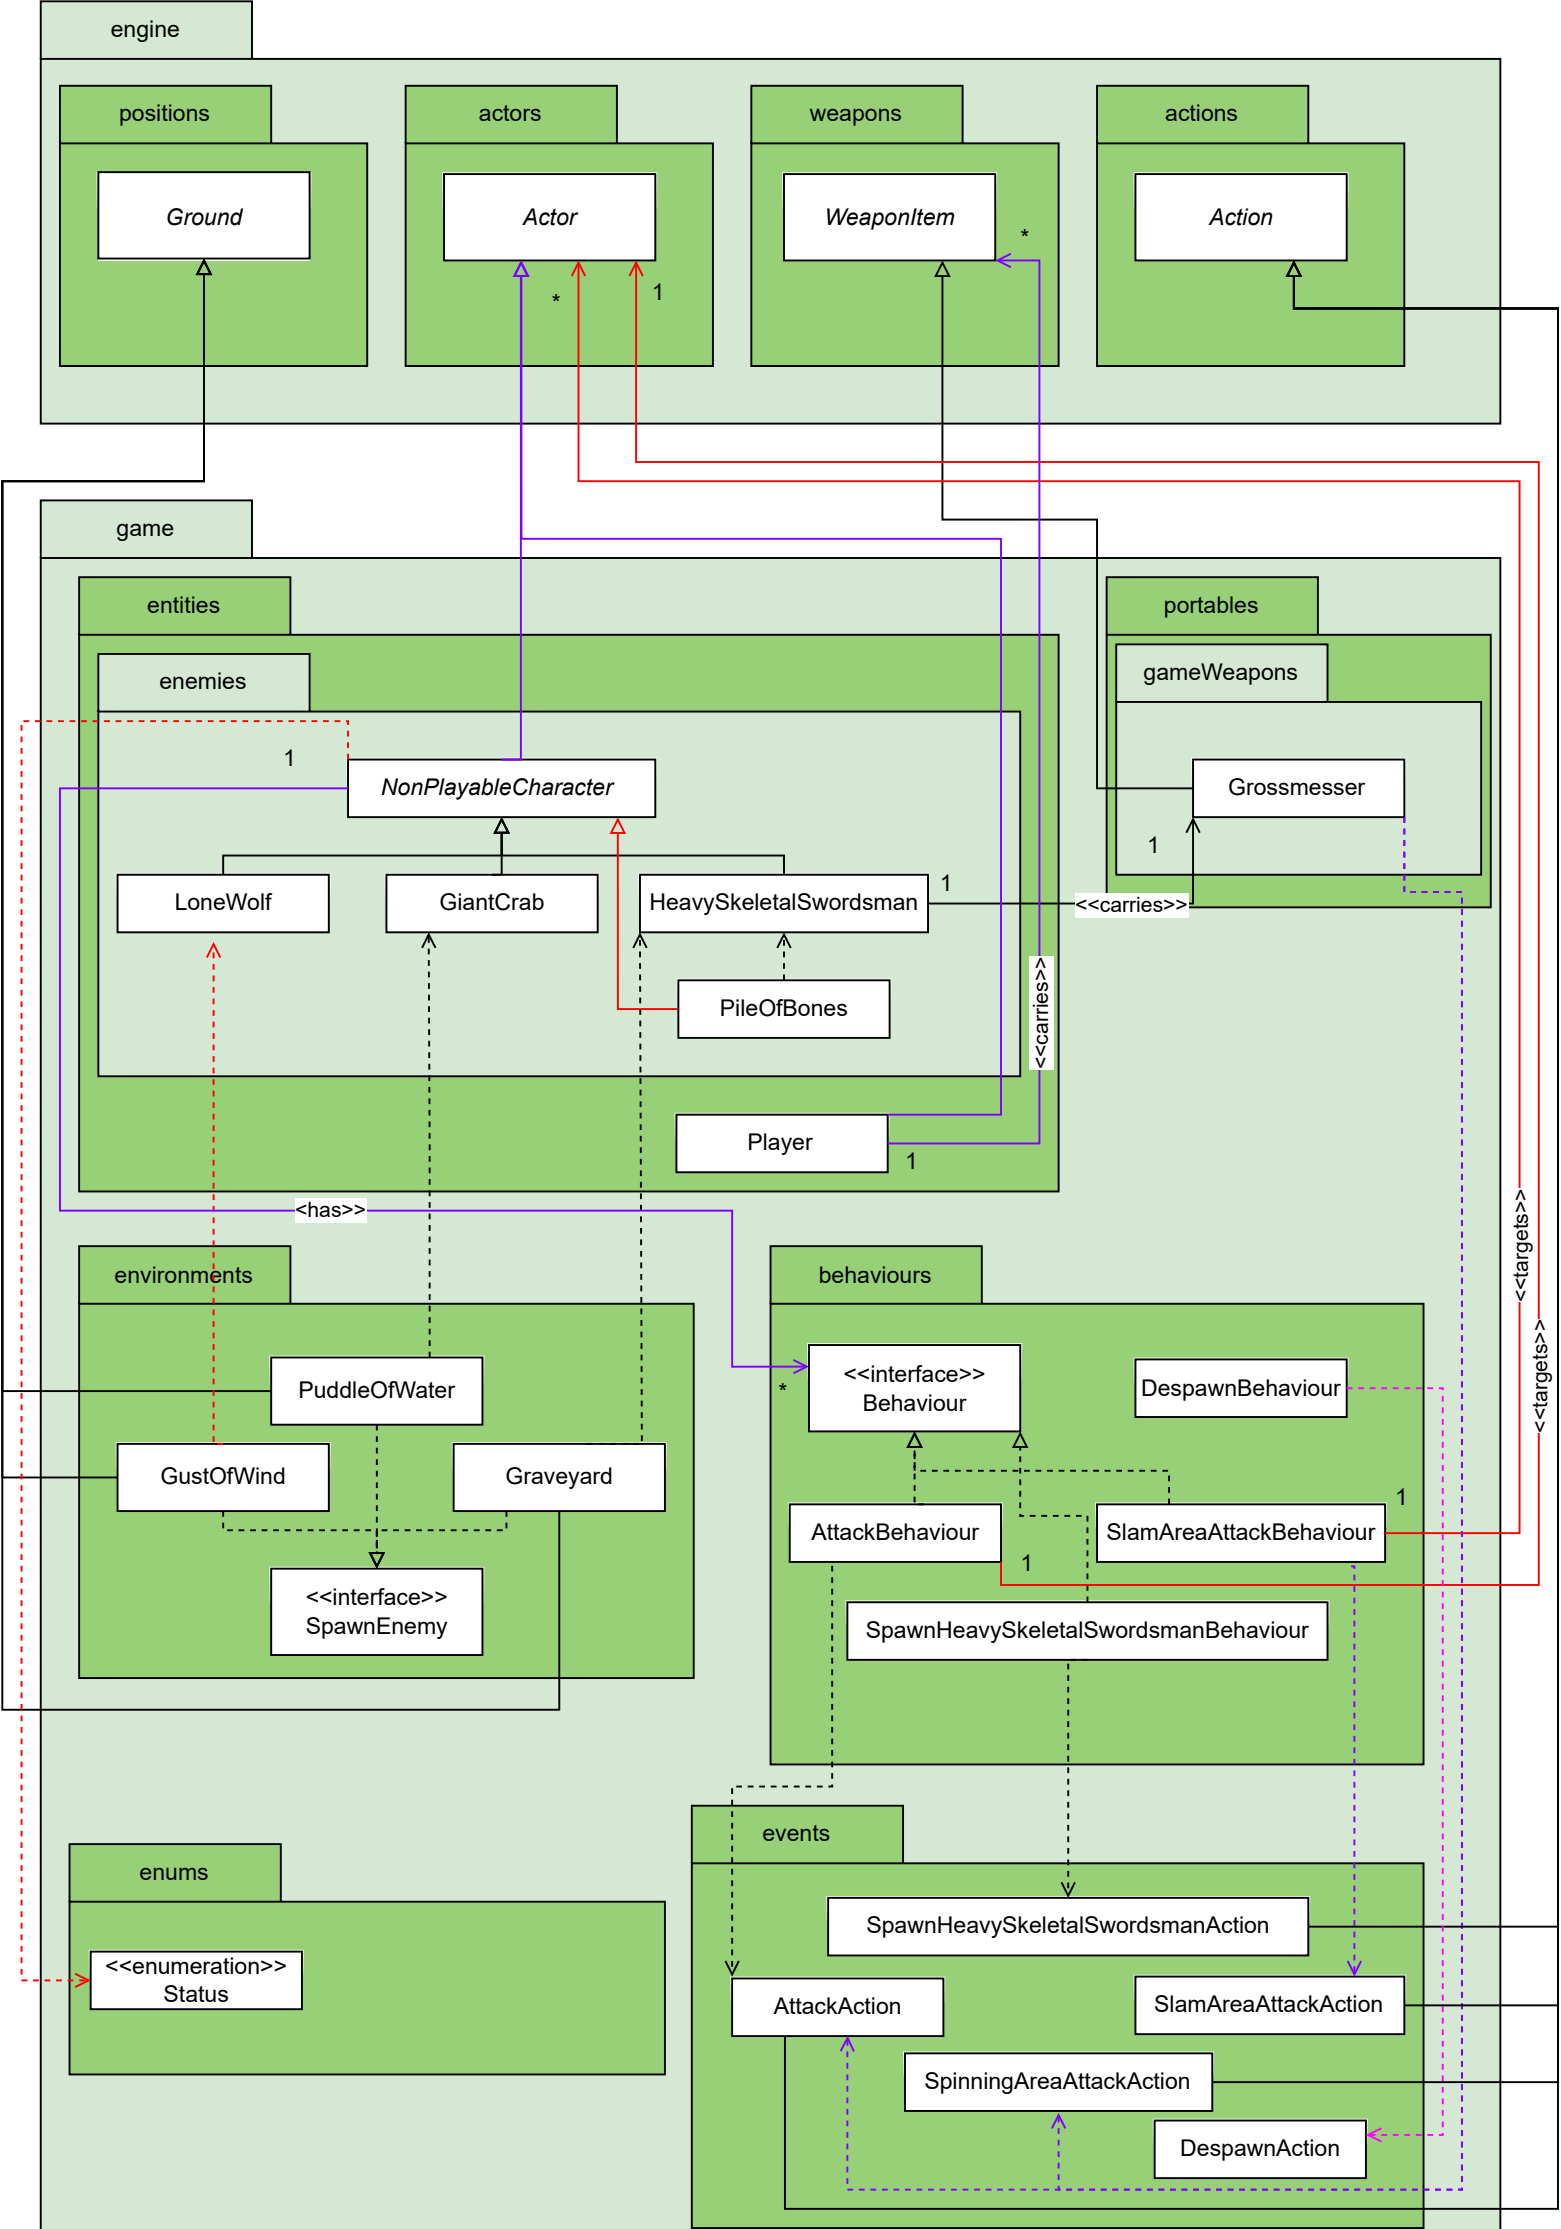 engine
positions
actors
weapons
actions
Ground
Actor
WeaponItem
Action
*
*
1
game
entities
portables
enemies
gameWeapons
1
NonPlayableCharacter
Grossmesser
1
LoneWolf
GiantCrab
HeavySkeletalSwordsman
1
<<carries>>
PileOfBones
<<carries>>
Player
1
<has>>
<<targets>>
environments
behaviours
<<targets>>
<<interface>>
Behaviour
*
DespawnBehaviour
PuddleOfWater
GustOfWind
Graveyard
1
AttackBehaviour
SlamAreaAttackBehaviour
1
<<interface>>
SpawnEnemy
SpawnHeavySkeletalSwordsmanBehaviour
events
enums
SpawnHeavySkeletalSwordsmanAction
<<enumeration>>
Status
AttackAction
SlamAreaAttackAction
SpinningAreaAttackAction
DespawnAction